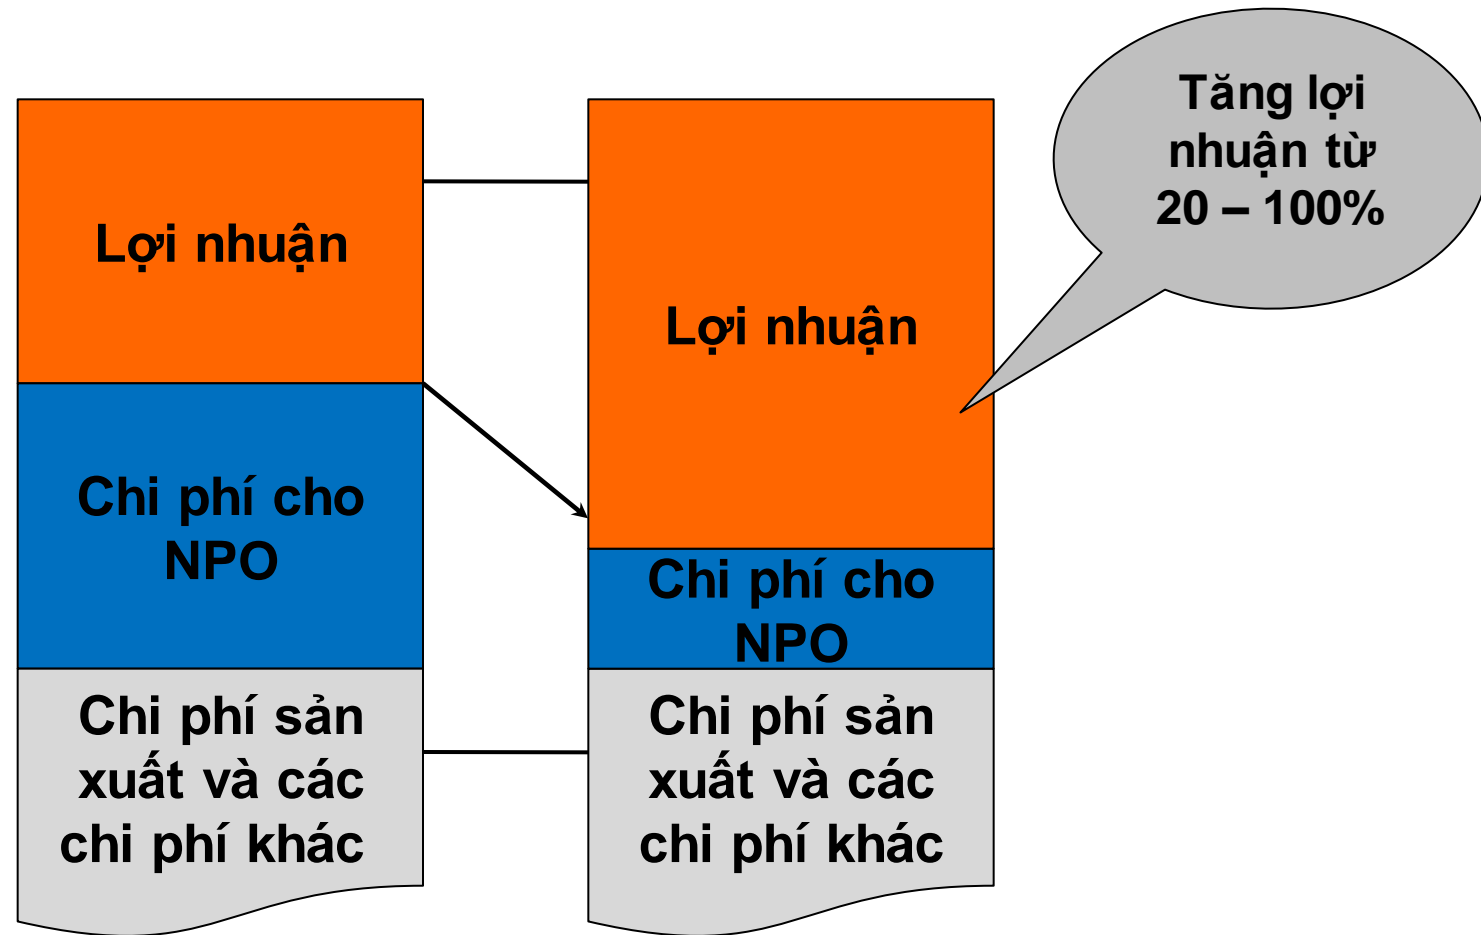 Lợi nhuận
Chi phí cho
NPO
Chi phí sản
xuất và các
chi phí khác
Lợi nhuận
Chi phí cho
NPO
Chi phí sản
xuất và các
chi phí khác
Tăng lợi
nhuận từ
20 – 100%